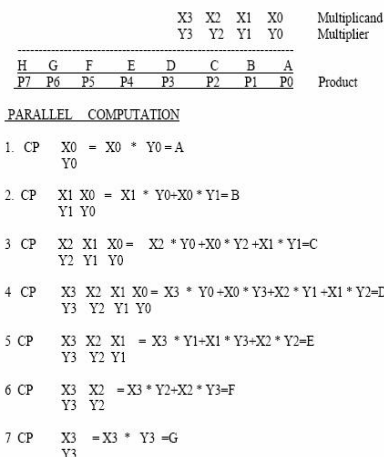 X3 X2 X1 X0 Multiplicand
Y3 Y2 Y1 Y0 Multiplier
H G F E D C B A
P7 P6 P5 P4 P3 P2 P1 P0 Product
PARALLEL COMPUTATION
1. CP X0 = X0 * Y0 = A
Y0
2. CP X1 X0 = X1 * Y0+X0 * Y1= B
Y1 Y0
3 CP X2 X1 X0 = X2 * Y0 +X0 * Y2 +X1 * Y1=C
Y2 Y1 Y0
4 CP X3 X2 X1 X0 = X3 * Y0 +X0 * Y3+X2 * Y1 +X1 * Y2=D
Y3 Y2 Y1 Y0
5 CP X3 X2 X1 = X3 * Y1+X1 * Y3+X2 * Y2=E
Y3 Y2 Y1
6 CP X3 X2 = X3 * Y2+X2 * Y3=F
Y3 Y2
7 CP X3 = X3 * Y3 =G
Y3